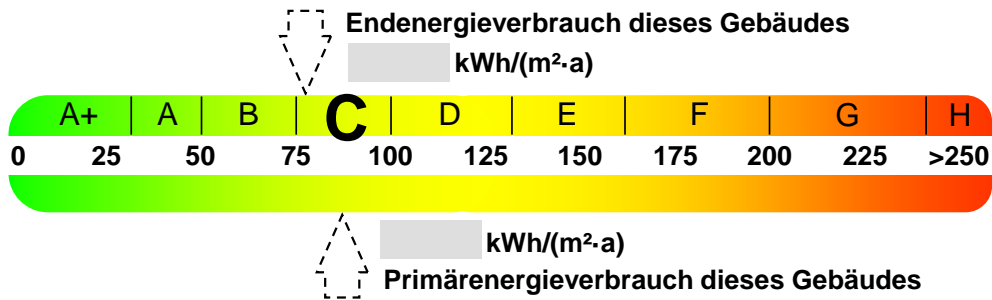 Endenergieverbrauch dieses Gebäudes
kWh/(m²·a)
A+ A B C D E F G H
0 25 50 75 100 125 150 175 200 225 >250
kWh/(m²·a)
Primärenergieverbrauch dieses Gebäudes